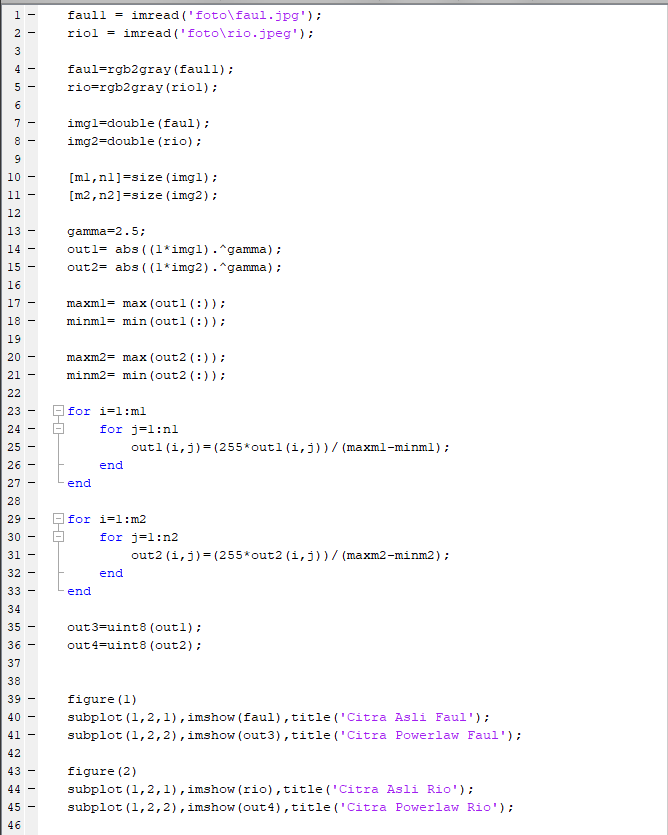 1 - faul1 = imread('foto\faul.jpg');
2 - rio1 = imread('foto\rio.jpeg');
3
4 - faul=rgb2gray(faul1);
5 - rio=rgb2gray(rio1);
6
7 - img1=double(faul);
8 - img2=double(rio);
9
10 - [m1,n1]=size(img1);
11 - [m2,n2]=size(img2);
12
13 - gamma=2.5;
14 - out1= abs((1*img1).^gamma);
15 - out2= abs((1*img2).^gamma);
16
17 - maxm1= max(out1(:));
18 - minm1= min(out1(:));
19
20 - maxm2= max(out2(:));
21 - minm2= min(out2(:));
22
23 - for i=1:m1
24 - for j=1:n1
25 - out1(i,j)=(255*out1(i,j))/(maxm1-minm1);
26 - end
27 - end
28
29 - for i=1:m2
30 - for j=1:n2
31 - out2(i,j)=(255*out2(i,j))/(maxm2-minm2);
32 - end
33 - end
34
35 - out3=uint8(out1);
36 - out4=uint8(out2);
37
38
39 - figure(1)
40 - subplot(1,2,1),imshow(faul),title('Citra Asli Faul');
41 - subplot(1,2,2),imshow(out3),title('Citra Powerlaw Faul');
42
43 - figure(2)
44 - subplot(1,2,1),imshow(rio),title('Citra Asli Rio');
45 - subplot(1,2,2),imshow(out4),title('Citra Powerlaw Rio');
46